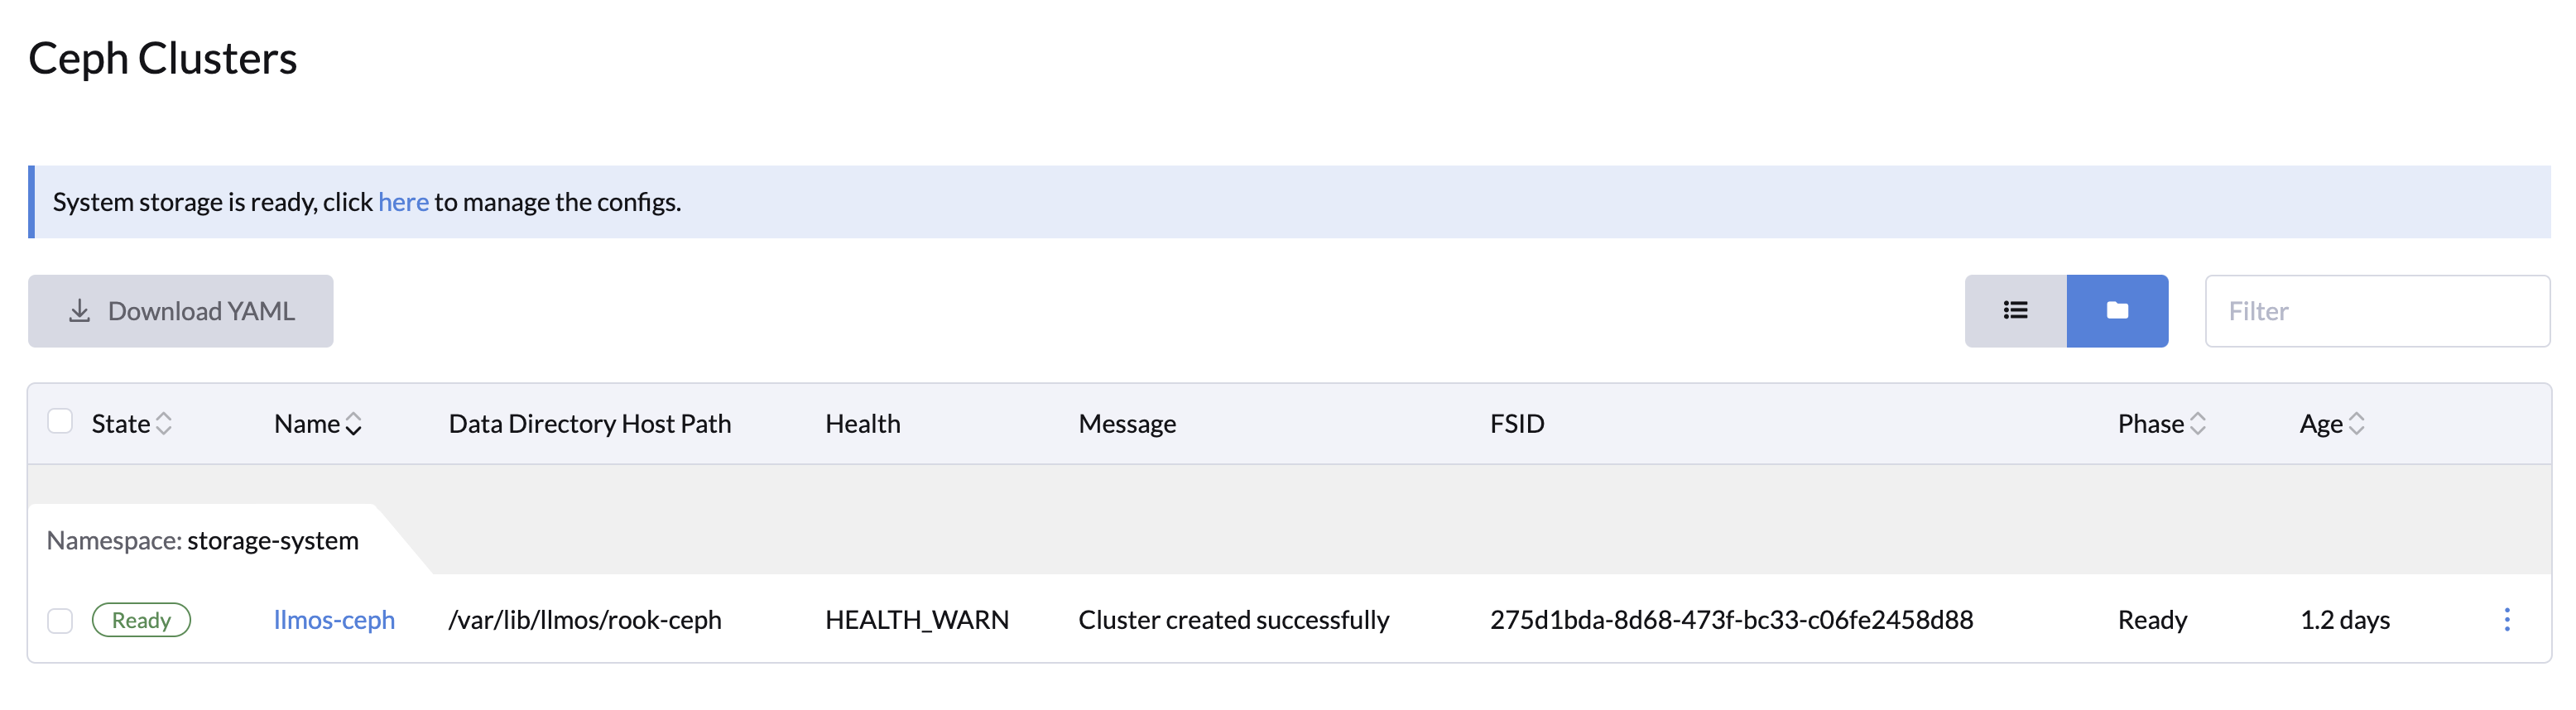 Ceph Clusters
System storage is ready, click here to manage the configs.
Download YAML
Filter
State Name Data Directory Host Path Health Message FSID Phase Age
Namespace: storage-system
Ready llmos-ceph /var/lib/llmos/rook-ceph HEALTH_WARN Cluster created successfully 275d1bda-8d68-473f-bc33-c06fe2458d88 Ready 1.2 days